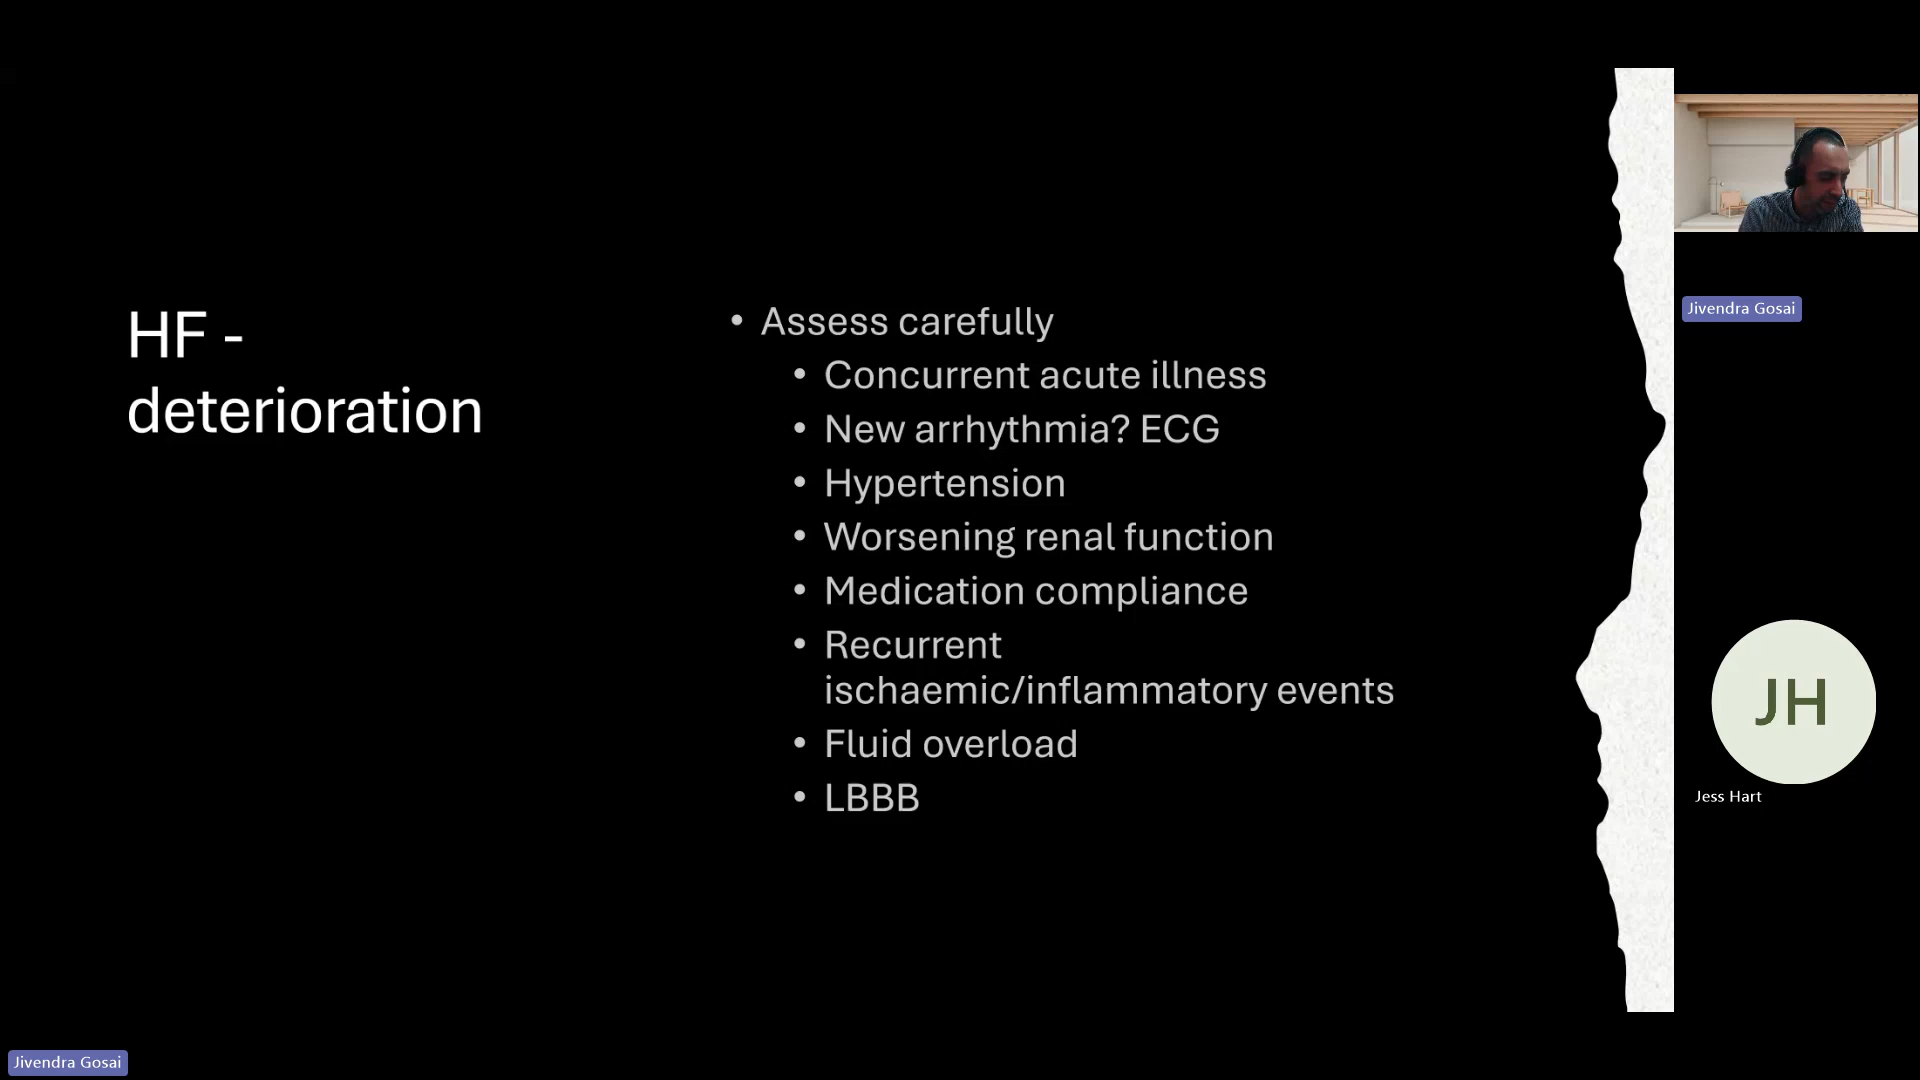 HF -
deterioration
• Assess carefully
• Concurrent acute illness
• New arrhythmia? ECG
• Hypertension
• Worsening renal function
• Medication compliance
• Recurrent
ischaemic/inflammatory events
• Fluid overload
• LBBB
Jivendra Gosai
JH
Jess Hart
Jivendra Gosai